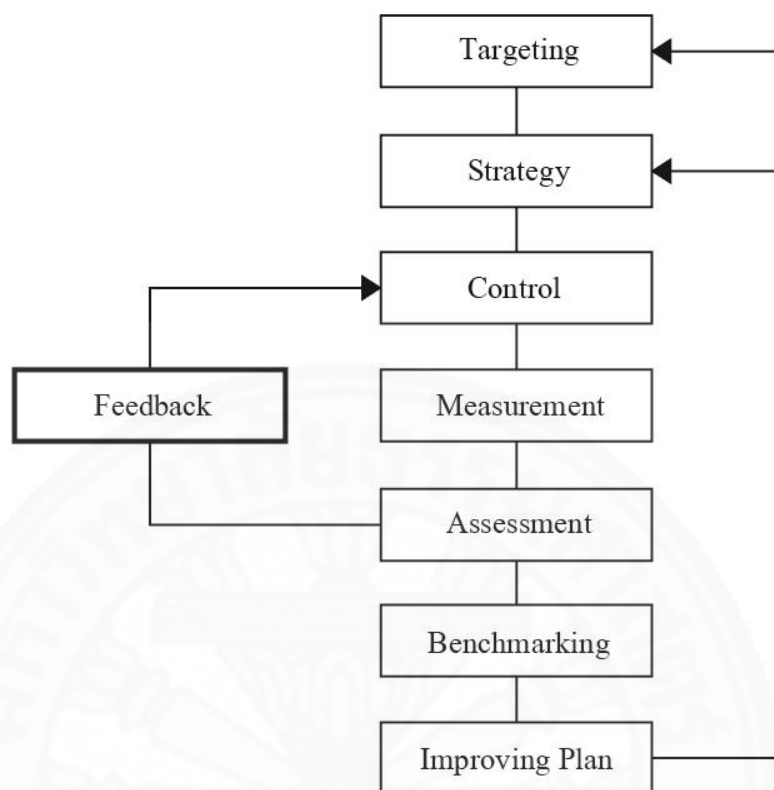 Targeting
Strategy
Control
Feedback
Measurement
Assessment
Benchmarking
Improving Plan